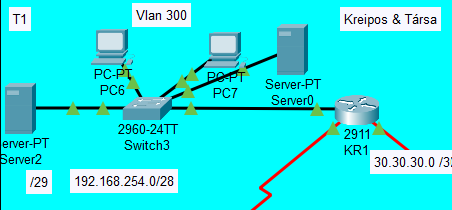 T1
Vlan 300
Kreipos & Társa
PC-PT
PC6
PC-PT
PC7
Server-PT
Server0
Server-PT
Server2
2960-24TT
Switch3
2911
KR1
/29
192.168.254.0/28
30.30.30.0 /30